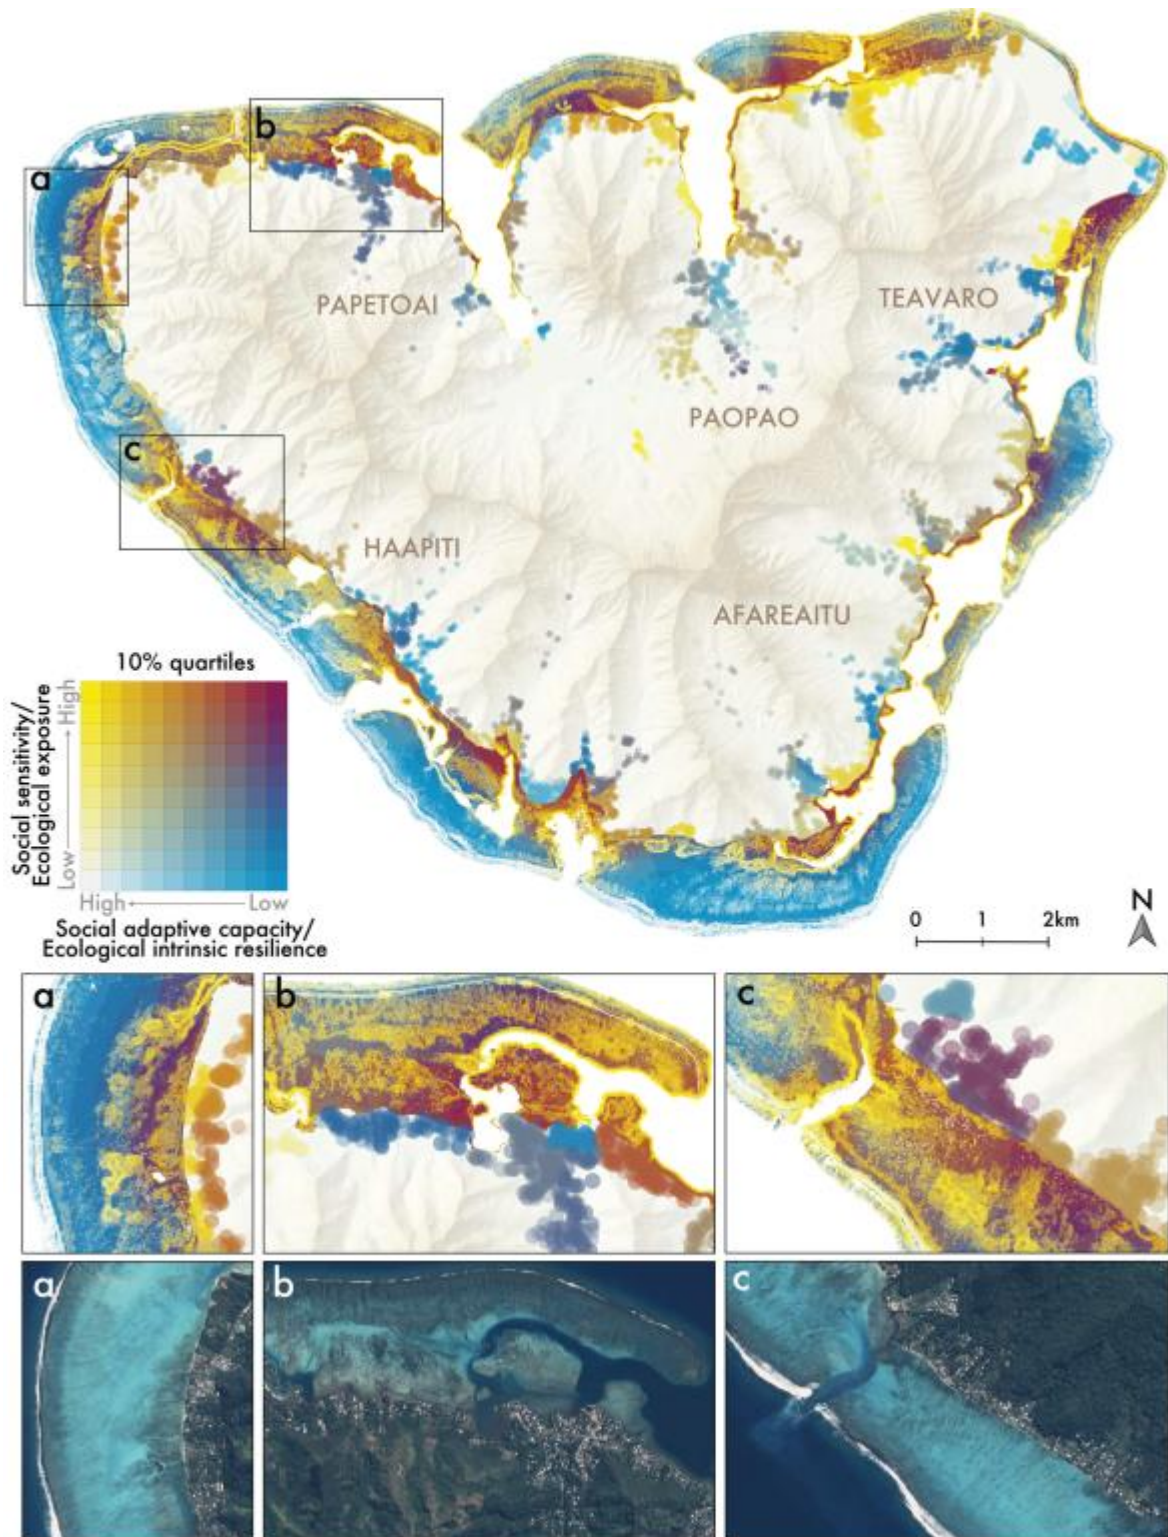 b
a
PAPETOAI
TEAVARO
PAOPAO
c
HAAPITI
AFAREAITU
10% quartiles
Social sensitivity/
Ecological exposure
High
Low
High
Low
Social adaptive capacity/
Ecological intrinsic resilience
N
0 1 2km
a
b
c
a
b
c